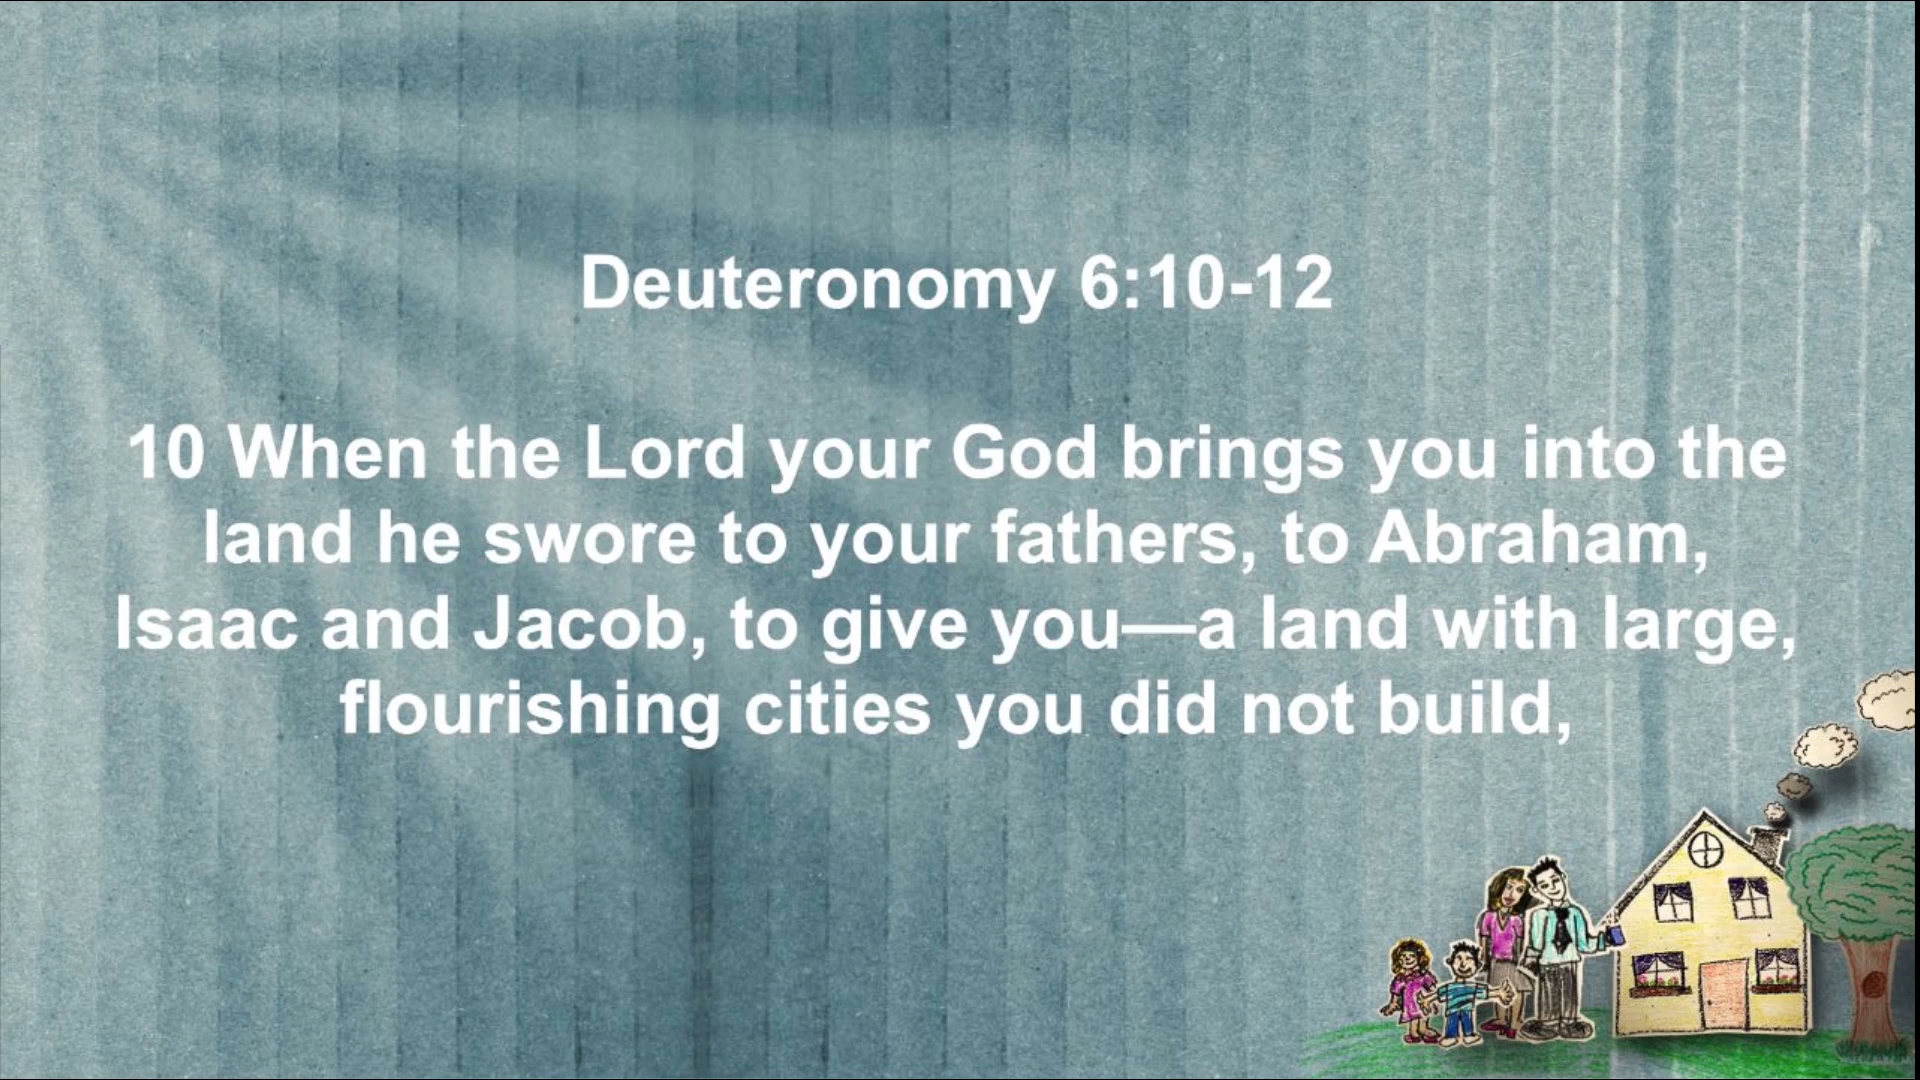 Deuteronomy 6:10-12
10 When the Lord your God brings you into the
land he swore to your fathers, to Abraham,
Isaac and Jacob, to give you—a land with large,
flourishing cities you did not build,